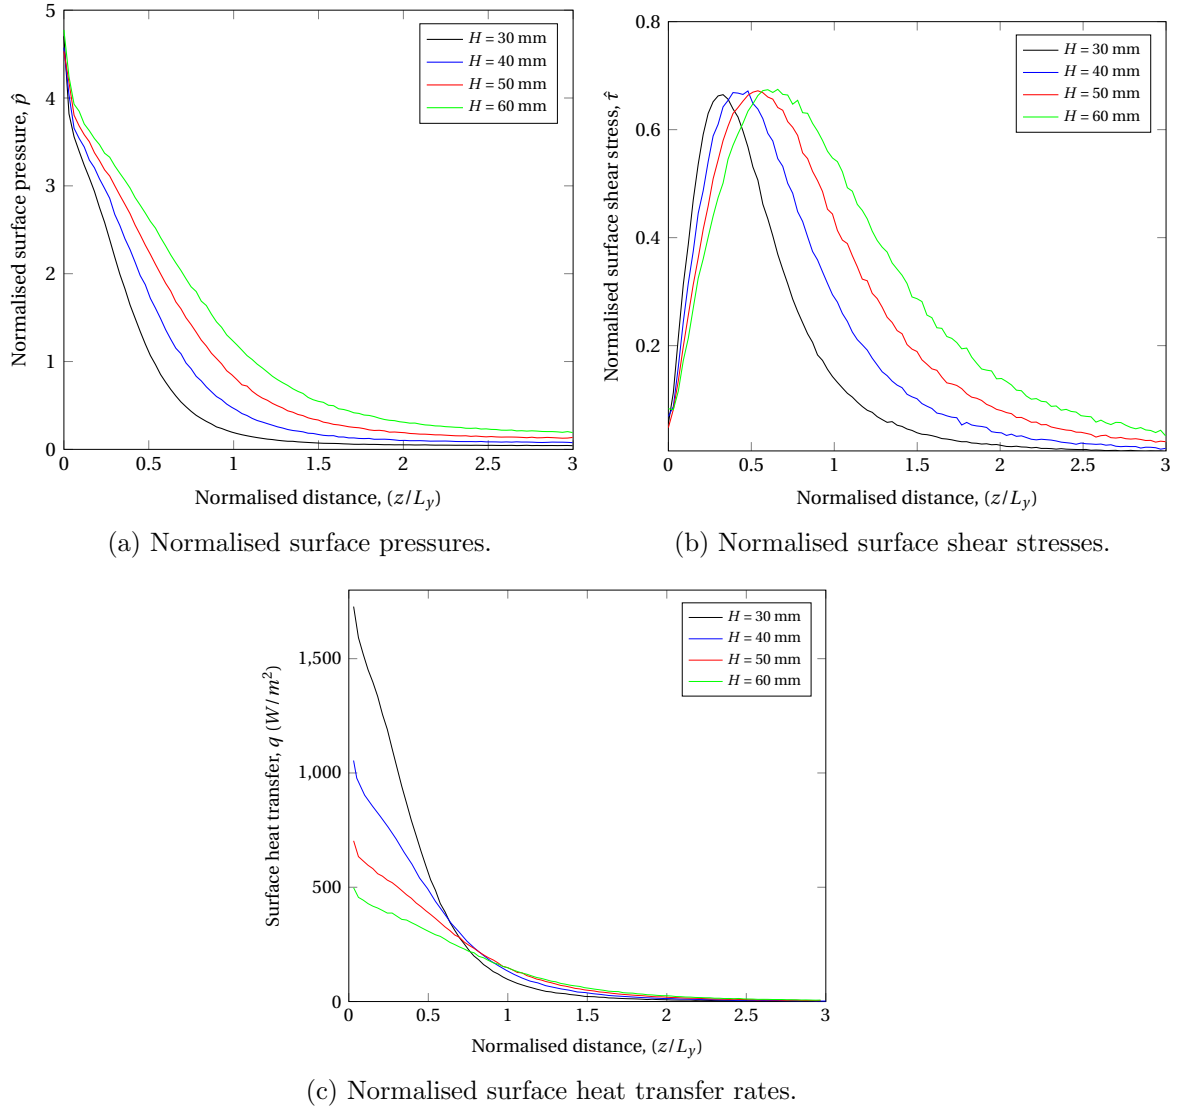 5
4
3
2
1
0
0
0.5
1
1.5
2
2.5
3
Normalised surface pressure, p̂
Normalised distance, (z/L_y)
H = 30 mm
H = 40 mm
H = 50 mm
H = 60 mm
(a) Normalised surface pressures.
0.8
0.6
0.4
0.2
0
0.5
1
1.5
2
2.5
3
Normalised surface shear stress, τ̂
Normalised distance, (z/L_y)
H = 30 mm
H = 40 mm
H = 50 mm
H = 60 mm
(b) Normalised surface shear stresses.
1,500
1,000
500
0
0
0.5
1
1.5
2
2.5
3
Surface heat transfer, q (W/m²)
Normalised distance, (z/L_y)
H = 30 mm
H = 40 mm
H = 50 mm
H = 60 mm
(c) Normalised surface heat transfer rates.